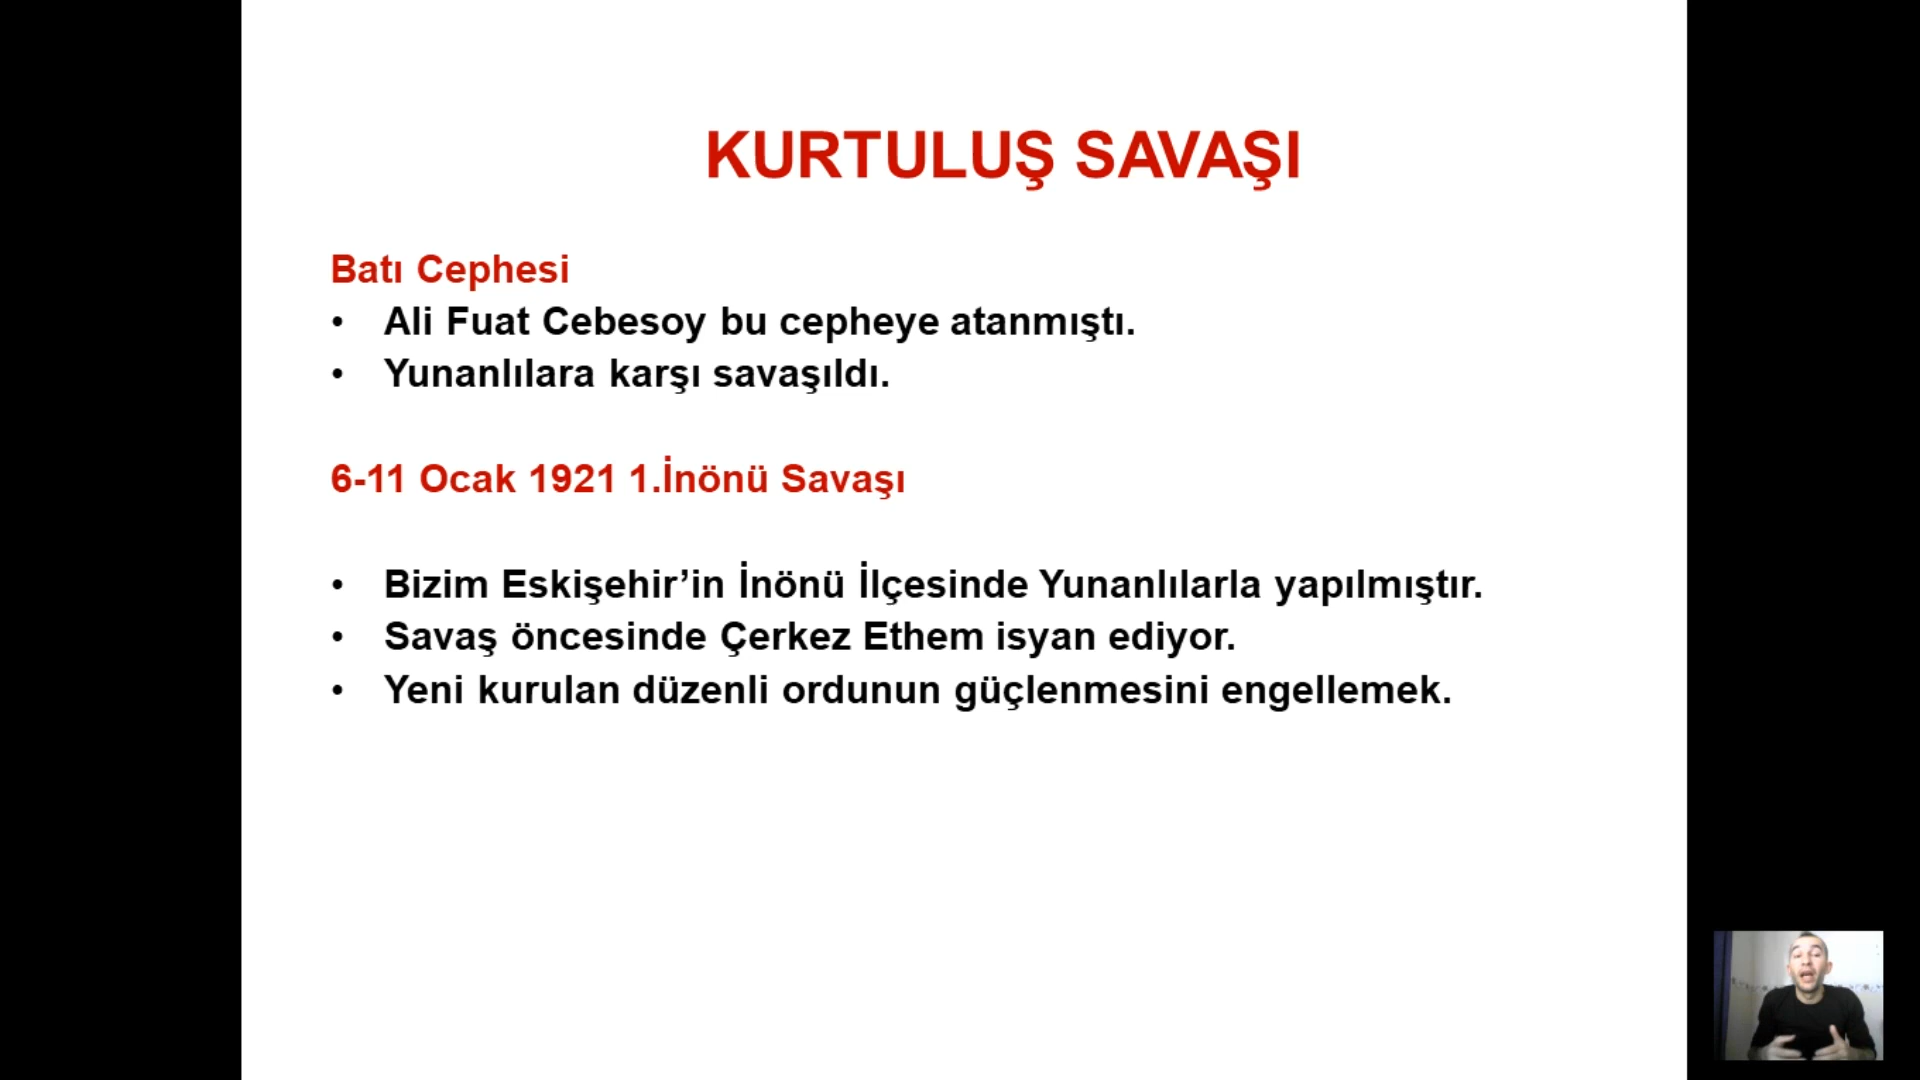 KURTULUŞ SAVAŞI
Batı Cephesi
• Ali Fuat Cebesoy bu cepheye atanmıştı.
• Yunanlılara karşı savaşıldı.
6-11 Ocak 1921 1.İnönü Savaşı
• Bizim Eskişehir’in İnönü İlçesinde Yunanlılarla yapılmıştır.
• Savaş öncesinde Çerkez Ethem isyan ediyor.
• Yeni kurulan düzenli ordunun güçlenmesini engellemek.